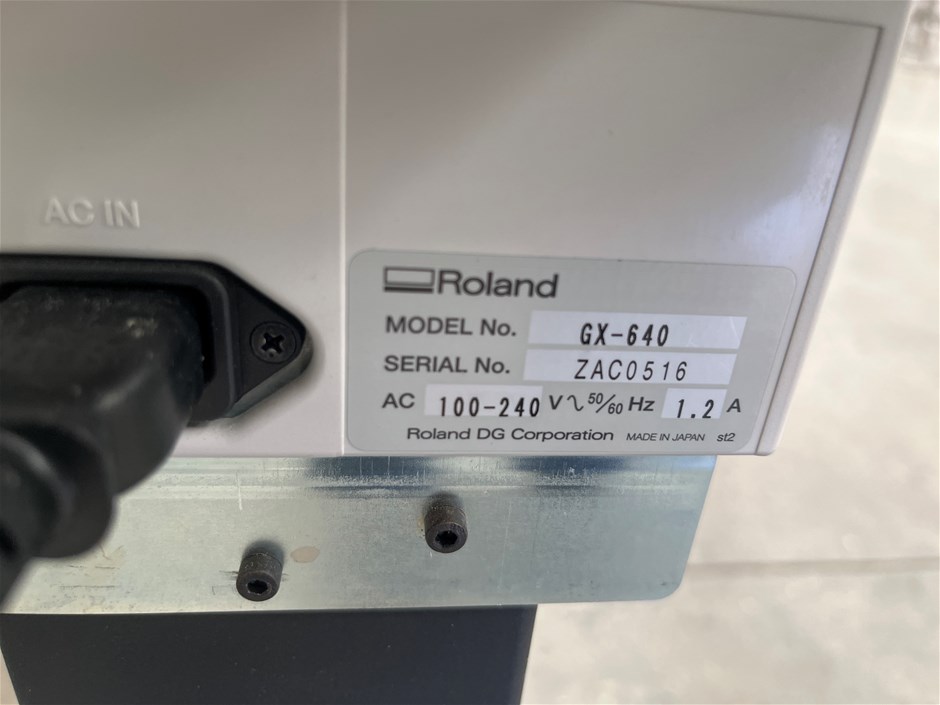 AC IN
Roland
MODEL No. GX-640
SERIAL No. ZAC0516
AC 100-240 V∿ 50/60 Hz 1.2 A
Roland DG Corporation MADE IN JAPAN st2